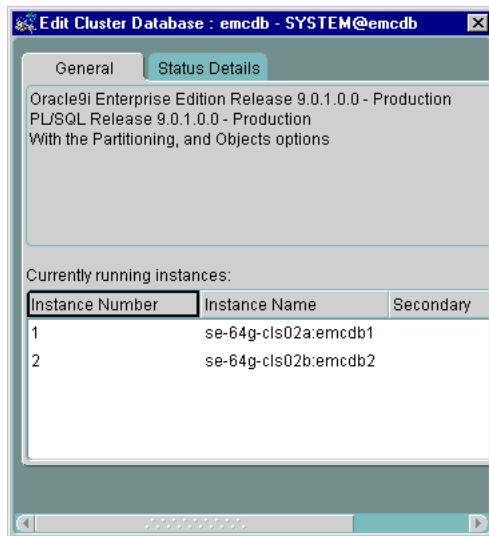 Edit Cluster Database : emcdb - SYSTEM@emcdb
General Status Details
Oracle9i Enterprise Edition Release 9.0.1.0.0 - Production
PL/SQL Release 9.0.1.0.0 - Production
With the Partitioning, and Objects options
Currently running instances:
Instance Number Instance Name Secondary
1 se-64g-cls02a:emcdb1
2 se-64g-cls02b:emcdb2